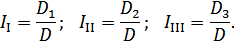 I_I = D_1/D; I_II = D_2/D; I_III = D_3/D.